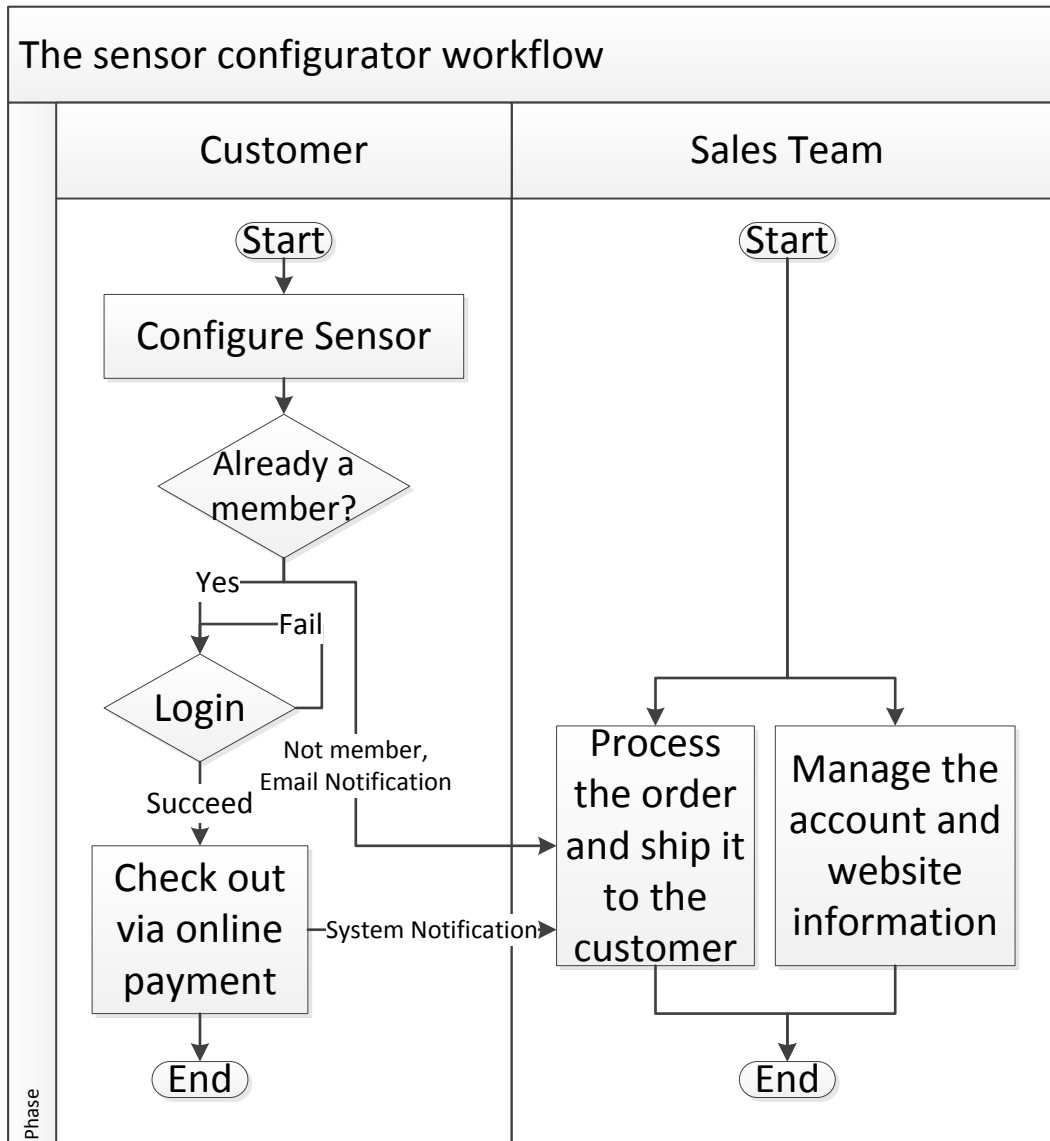 The sensor configurator workflow
Customer
Sales Team
Start
Start
Configure Sensor
Already a
member?
Yes
Fail
Login
Not member,
Email Notification
Succeed
Process
the order
and ship it
to the
customer
Manage the
account and
website
information
Check out
via online
payment
System Notification
End
End
Phase